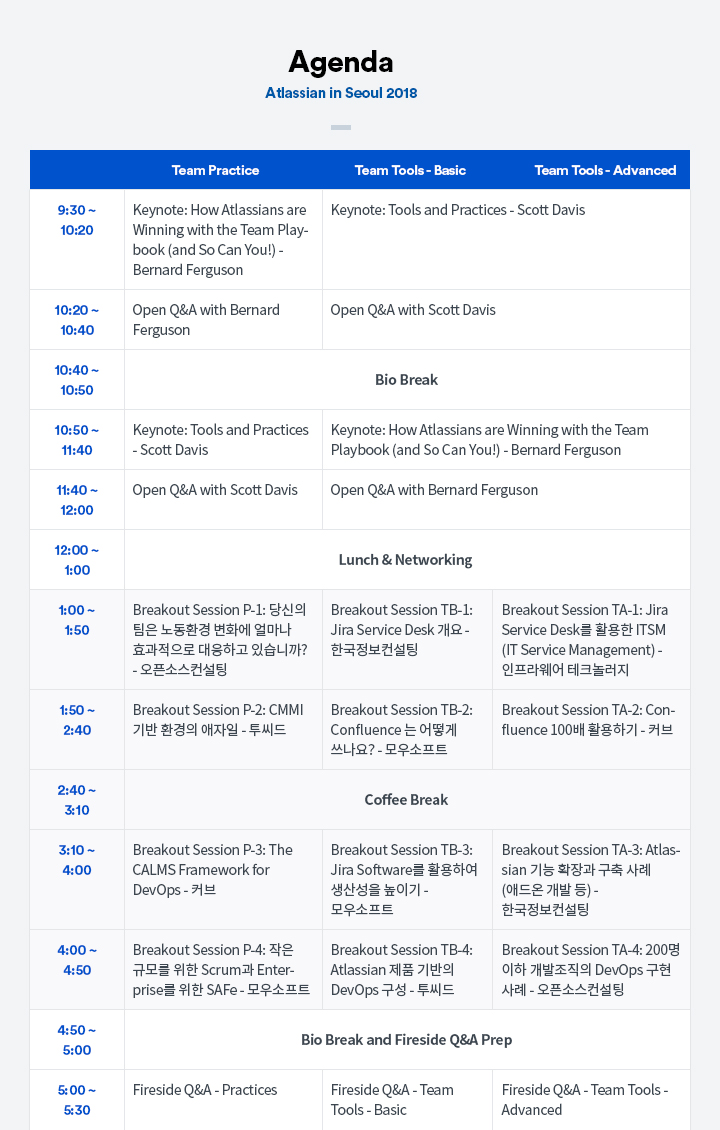 Agenda
Atlassian in Seoul 2018
Team Practice Team Tools - Basic Team Tools - Advanced
9:30 ~
10:20
Keynote: How Atlassians are
Winning with the Team Play-
book (and So Can You!) -
Bernard Ferguson
Keynote: Tools and Practices - Scott Davis
10:20 ~
10:40
Open Q&A with Bernard
Ferguson
Open Q&A with Scott Davis
10:40 ~
10:50
Bio Break
10:50 ~
11:40
Keynote: Tools and Practices
- Scott Davis
Keynote: How Atlassians are Winning with the Team
Playbook (and So Can You!) - Bernard Ferguson
11:40 ~
12:00
Open Q&A with Scott Davis
Open Q&A with Bernard Ferguson
12:00 ~
1:00
Lunch & Networking
1:00 ~
1:50
Breakout Session P-1: 당신의
팀은 노동환경 변화에 얼마나
효과적으로 대응하고 있습니까?
- 오픈소스컨설팅
Breakout Session TB-1:
Jira Service Desk 개요 -
한국정보컨설팅
Breakout Session TA-1: Jira
Service Desk를 활용한 ITSM
(IT Service Management) -
인프라웨어 테크놀러지
1:50 ~
2:40
Breakout Session P-2: CMMI
기반 환경의 애자일 - 투씨드
Breakout Session TB-2:
Confluence 는 어떻게
쓰나요? - 모우소프트
Breakout Session TA-2: Con-
fluence 100배 활용하기 - 커브
2:40 ~
3:10
Coffee Break
3:10 ~
4:00
Breakout Session P-3: The
CALMS Framework for
DevOps - 커브
Breakout Session TB-3:
Jira Software를 활용하여
생산성을 높이기 -
모우소프트
Breakout Session TA-3: Atlas-
sian 기능 확장과 구축 사례
(애드온 개발 등) -
한국정보컨설팅
4:00 ~
4:50
Breakout Session P-4: 작은
규모를 위한 Scrum과 Enter-
prise를 위한 SAFe - 모우소프트
Breakout Session TB-4:
Atlassian 제품 기반의
DevOps 구성 - 투씨드
Breakout Session TA-4: 200명
이하 개발조직의 DevOps 구현
사례 - 오픈소스컨설팅
4:50 ~
5:00
Bio Break and Fireside Q&A Prep
5:00 ~
5:30
Fireside Q&A - Practices
Fireside Q&A - Team
Tools - Basic
Fireside Q&A - Team Tools -
Advanced